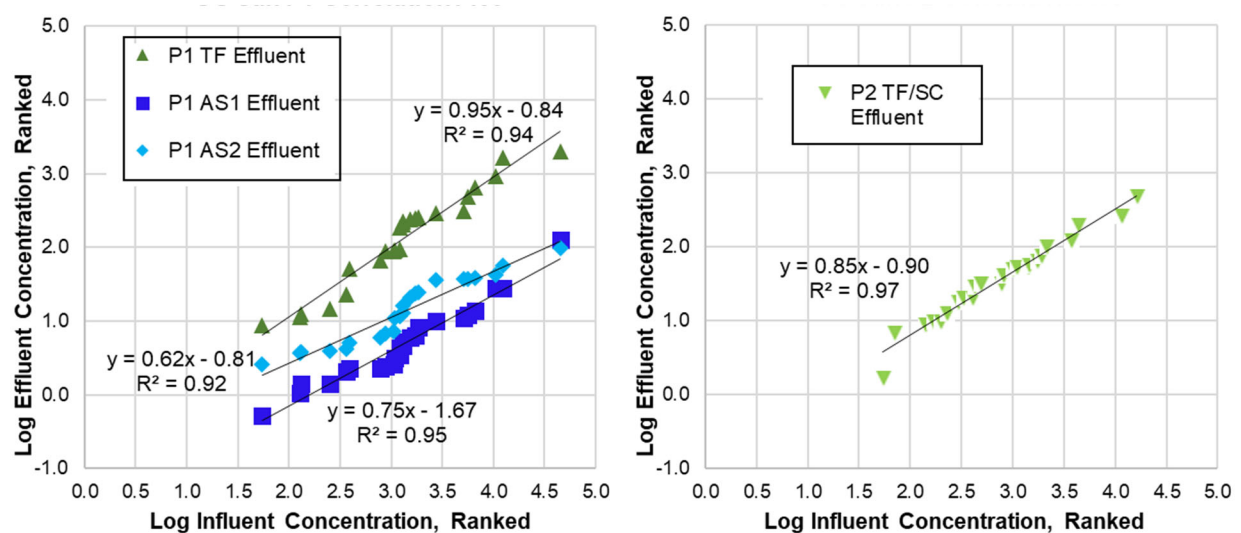 P1 TF Effluent
P1 AS1 Effluent
P1 AS2 Effluent
y = 0.95x - 0.84
R² = 0.94
y = 0.62x - 0.81
R² = 0.92
y = 0.75x - 1.67
R² = 0.95
5.0
4.0
3.0
2.0
1.0
0.0
-1.0
0.0 0.5 1.0 1.5 2.0 2.5 3.0 3.5 4.0 4.5 5.0
Log Effluent Concentration, Ranked
Log Influent Concentration, Ranked
P2 TF/SC
Effluent
y = 0.85x - 0.90
R² = 0.97
5.0
4.0
3.0
2.0
1.0
0.0
-1.0
0.0 0.5 1.0 1.5 2.0 2.5 3.0 3.5 4.0 4.5 5.0
Log Effluent Concentration, Ranked
Log Influent Concentration, Ranked